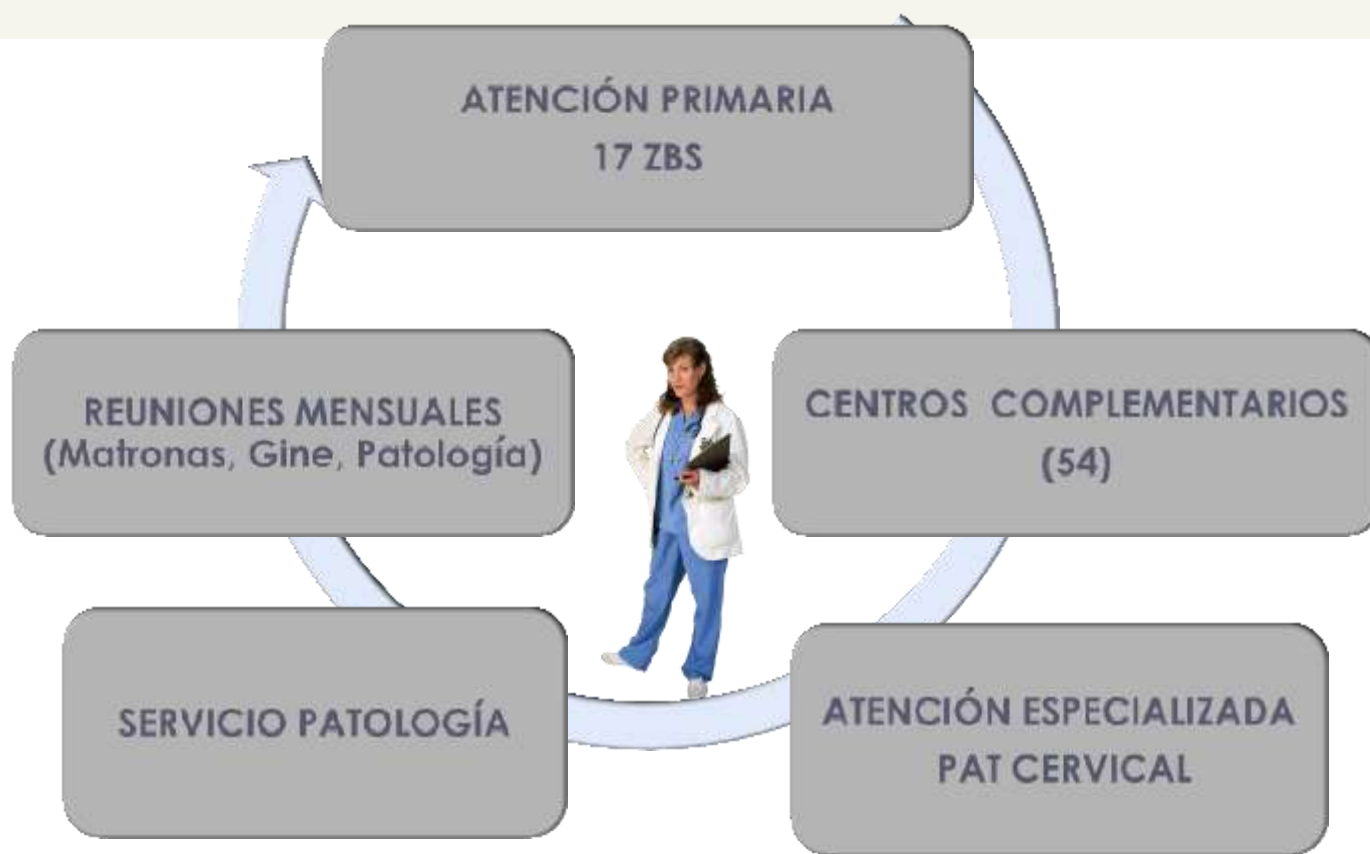 ATENCIÓN PRIMARIA
17 ZBS
CENTROS COMPLEMENTARIOS
(54)
ATENCIÓN ESPECIALIZADA
PAT CERVICAL
SERVICIO PATOLOGÍA
REUNIONES MENSUALES
(Matronas, Gine, Patología)